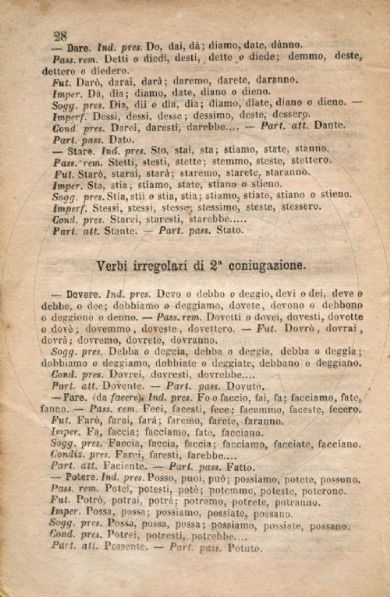 28
— Dare. Ind. pres. Do, dai, dà; diamo, date, dànno.
Pass. rem. Detti o diedi, desti, dette o diede; demmo, deste,
dettero o diedero.
Fut. Darò, darai, darà; daremo, darete, daranno.
Imper. Dà, dia; diamo, date, diano o dieno.
Sogg. pres. Dia, dii o dia, dia; diamo, diate, diano o dieno. —
Imperf. Dessi, dessi, desse; dessimo, deste, dessero.
Cond. pres. Darei, daresti, darebbe.... — Part. att. Dante.
Part. pass. Dato.
— Stare. Ind. pres. Sto, stai, sta; stiamo, state, stanno.
Pass. rem. Stetti, stesti, stette; stemmo, steste, stettero.
Fut. Starò, starai, starà; staremo, starete, staranno.
Imper. Sta, stia; stiamo, state, stiano o stieno.
Sogg. pres. Stia, stii o stia, stia; stiamo, stiate, stiano o stieno.
Imperf. Stessi, stessi, stesse; stessimo, steste, stessero.
Cond. pres. Starei, staresti, starebbe.....
Part. att. Stante. — Part. pass. Stato.
Verbi irregolari di 2ª coniugazione.
— Dovere. Ind. pres. Devo o debbo o deggio, devi o dei, deve o
debbe, o dee; dobbiamo o deggiamo, dovete, devono o debbono
o deggiono o denno. — Pass. rem. Dovetti o dovei, dovesti, dovette
o dovè; dovemmo, doveste, dovettero. — Fut. Dovrò, dovrai,
dovrà; dovremo, dovrete, dovranno.
Sogg. pres. Debba o deggia, debba o deggia, debba o deggia;
dobbiamo o deggiamo, dobbiate o deggiate, debbano o deggiano.
Cond. pres. Dovrei, dovresti, dovrebbe....
Part. att. Dovente. — Part. pass. Dovuto.
— Fare. (da facere). Ind. pres. Fo o faccio, fai, fa; facciamo, fate,
fanno. — Pass. rem. Feci, facesti, fece; facemmo, faceste, fecero.
Fut. Farò, farai, farà; faremo, farete, faranno.
Imper. Fa, faccia; facciamo, fate, facciano.
Sogg. pres. Faccia, faccia, faccia; facciamo, facciate, facciano.
Condiz. pres. Farei, faresti, farebbe....
Part. att. Faciente. — Part. pass. Fatto.
— Potere. Ind. pres. Posso, puoi, può; possiamo, potete, possono.
Pass. rem. Potei, potesti, potè; potemmo, poteste, poterono.
Fut. Potrò, potrai, potrà; potremo, potrete, potranno.
Imper. Possa, possa; possiamo, possiate, possano.
Sogg. pres. Possa, possa, possa; possiamo, possiate, possano.
Cond. pres. Potrei, potresti, potrebbe....
Part. att. Possente. — Part. pass. Potuto.